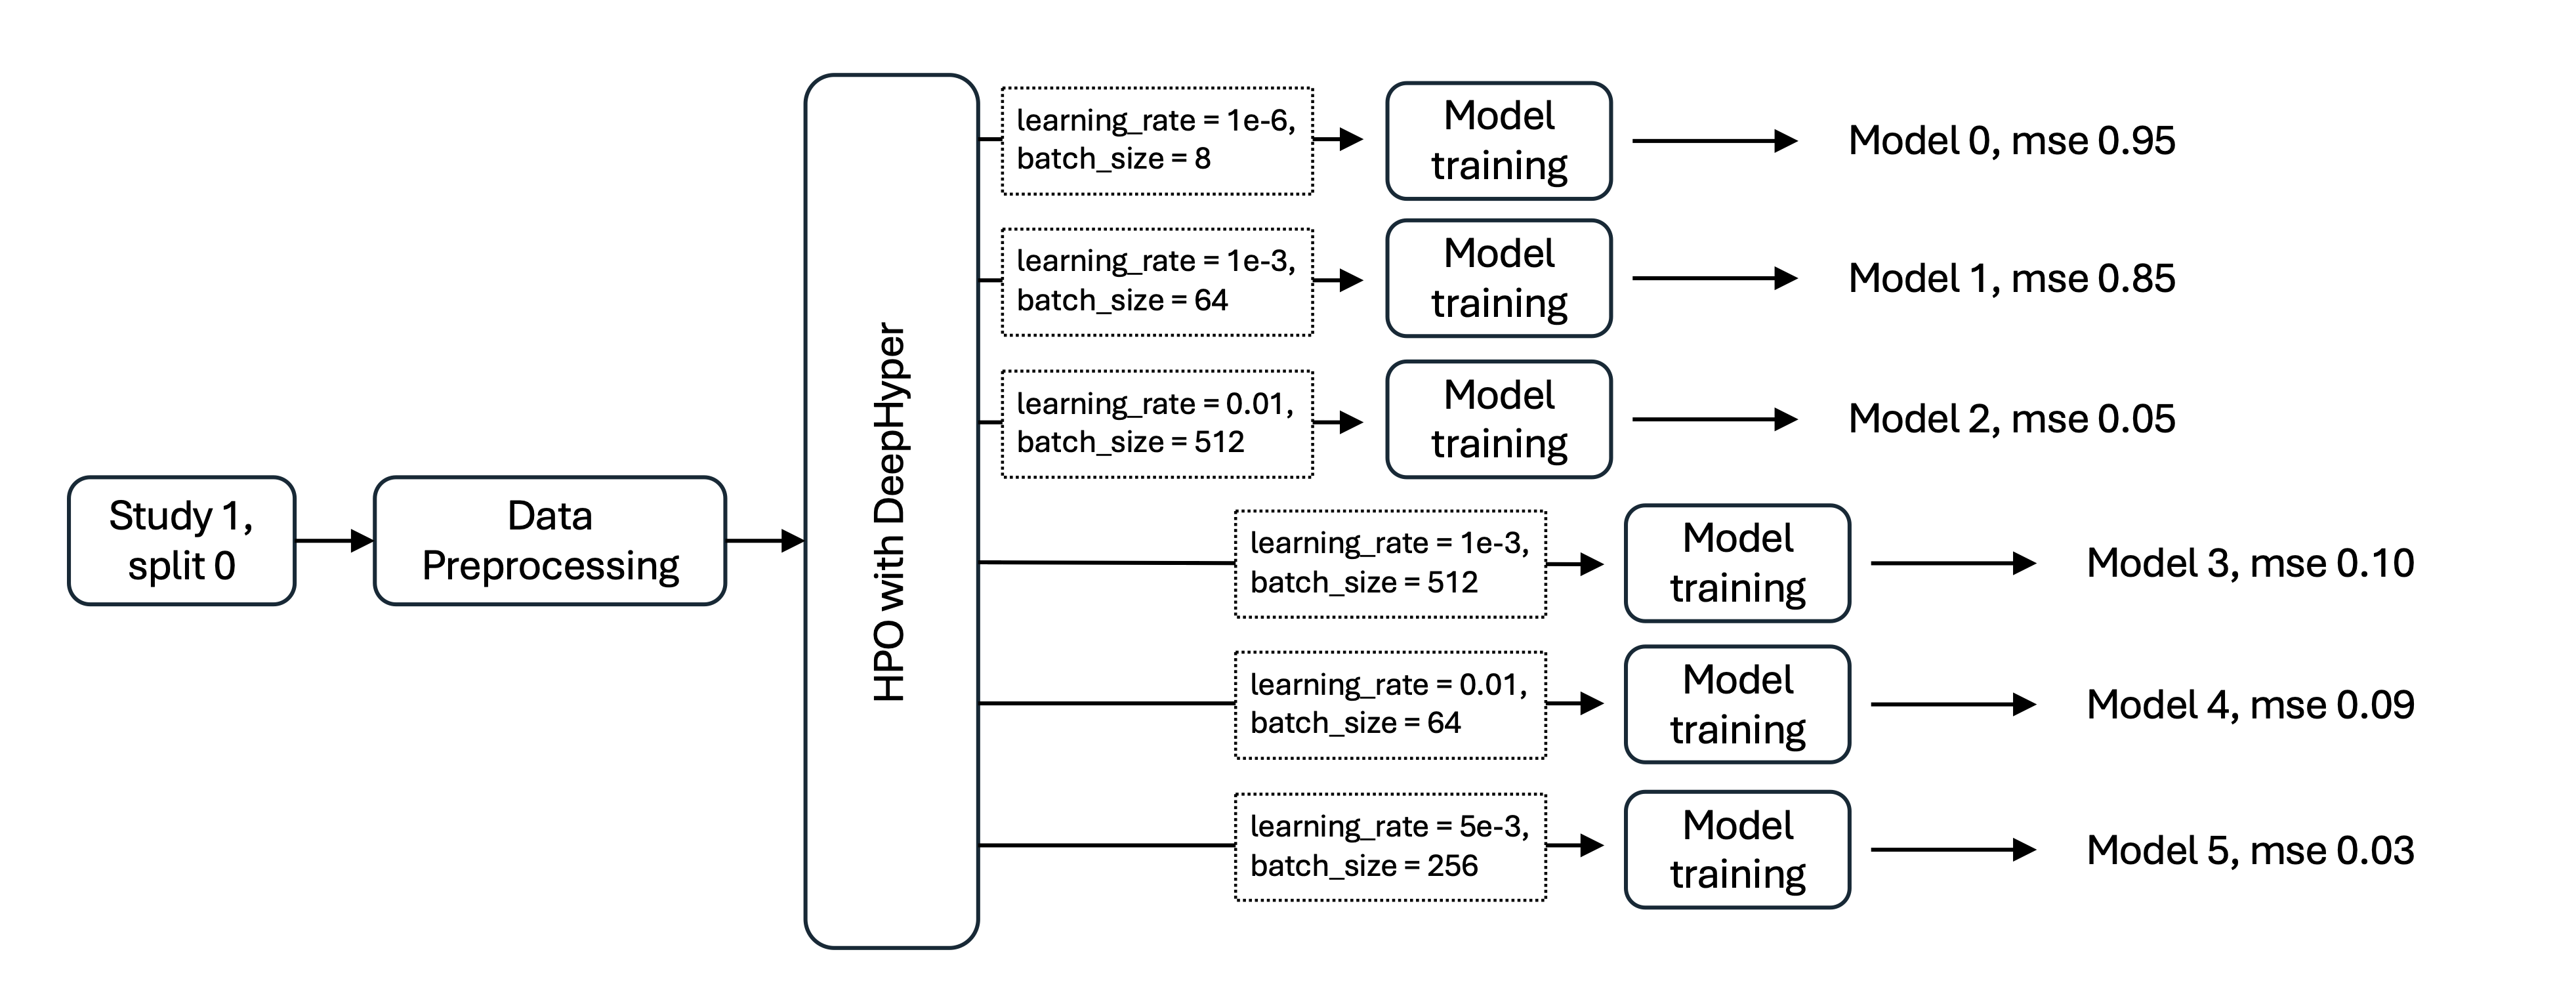 Study 1,
split 0
Data
Preprocessing
HPO with DeepHyper
learning_rate = 1e-6,
batch_size = 8
Model
training
Model 0, mse 0.95
learning_rate = 1e-3,
batch_size = 64
Model
training
Model 1, mse 0.85
learning_rate = 0.01,
batch_size = 512
Model
training
Model 2, mse 0.05
learning_rate = 1e-3,
batch_size = 512
Model
training
Model 3, mse 0.10
learning_rate = 0.01,
batch_size = 64
Model
training
Model 4, mse 0.09
learning_rate = 5e-3,
batch_size = 256
Model
training
Model 5, mse 0.03